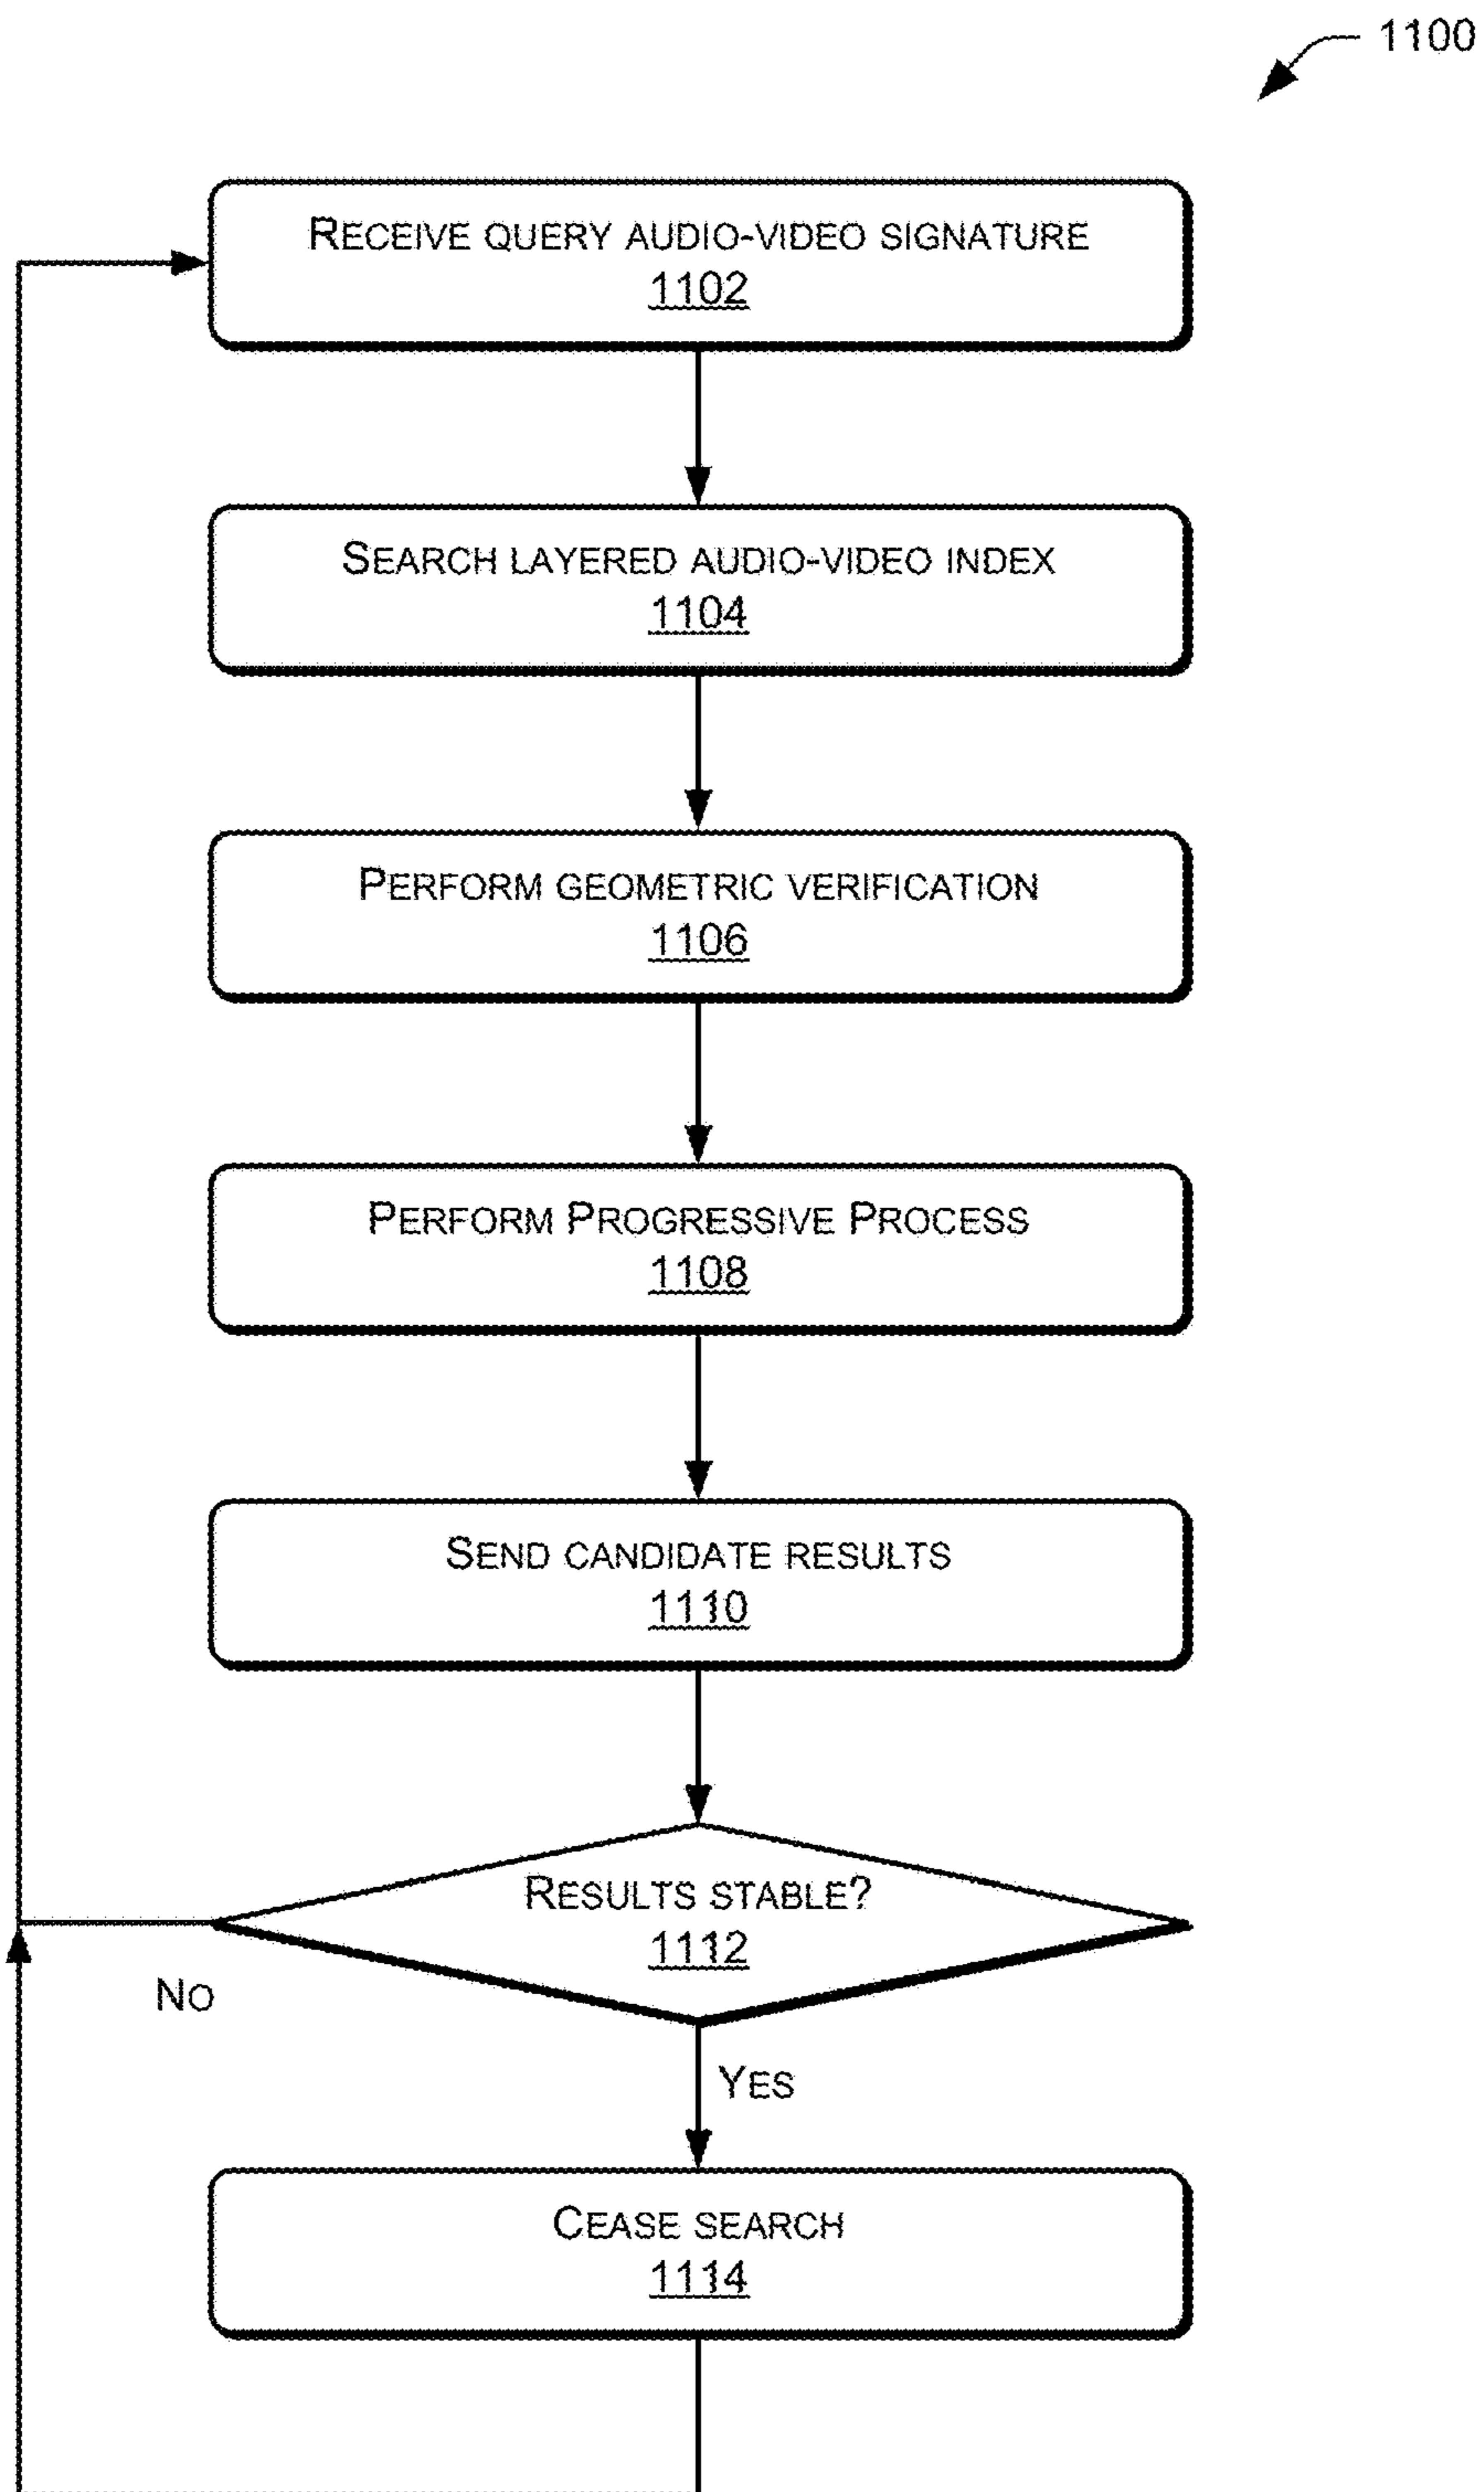 1100
RECEIVE QUERY AUDIO-VIDEO SIGNATURE
1102
SEARCH LAYERED AUDIO-VIDEO INDEX
1104
PERFORM GEOMETRIC VERIFICATION
1106
PERFORM PROGRESSIVE PROCESS
1108
SEND CANDIDATE RESULTS
1110
RESULTS STABLE?
1112
NO
YES
CEASE SEARCH
1114